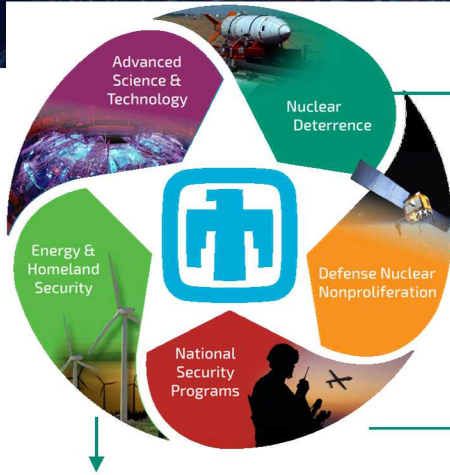 Advanced
Science &
Technology
Nuclear
Deterrence
Energy &
Homeland
Security
Defense Nuclear
Nonproliferation
National
Security
Programs